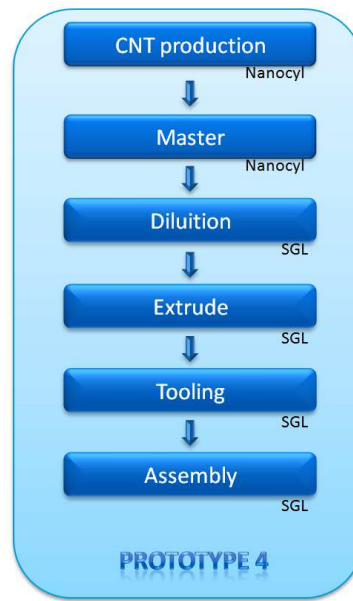 CNT production
Nanocyl
Master
Nanocyl
Diluition
SGL
Extrude
SGL
Tooling
SGL
Assembly
SGL
PROTOTYPE 4